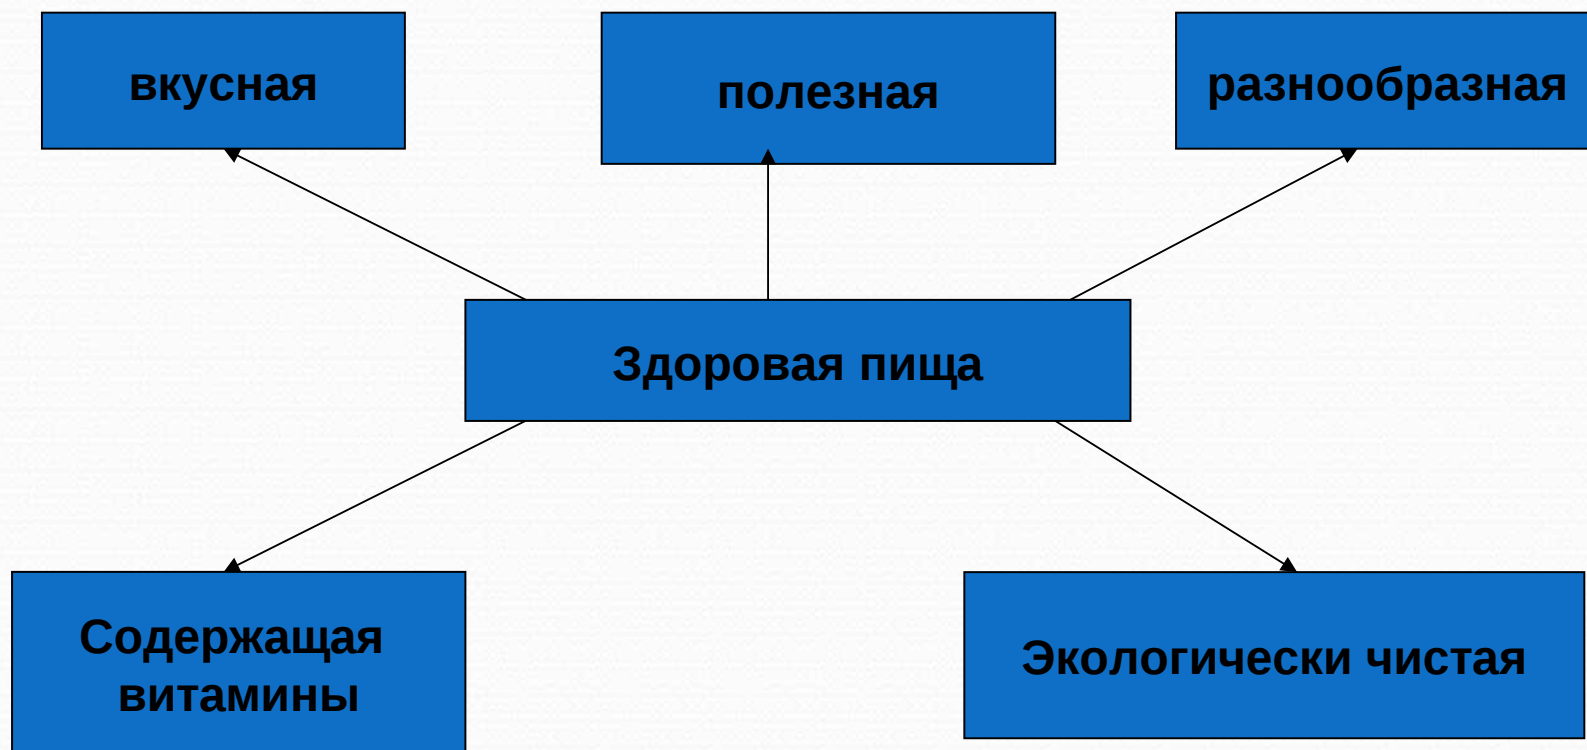 вкусная
полезная
разнообразная
Здоровая пища
Содержащая
витамины
Экологически чистая